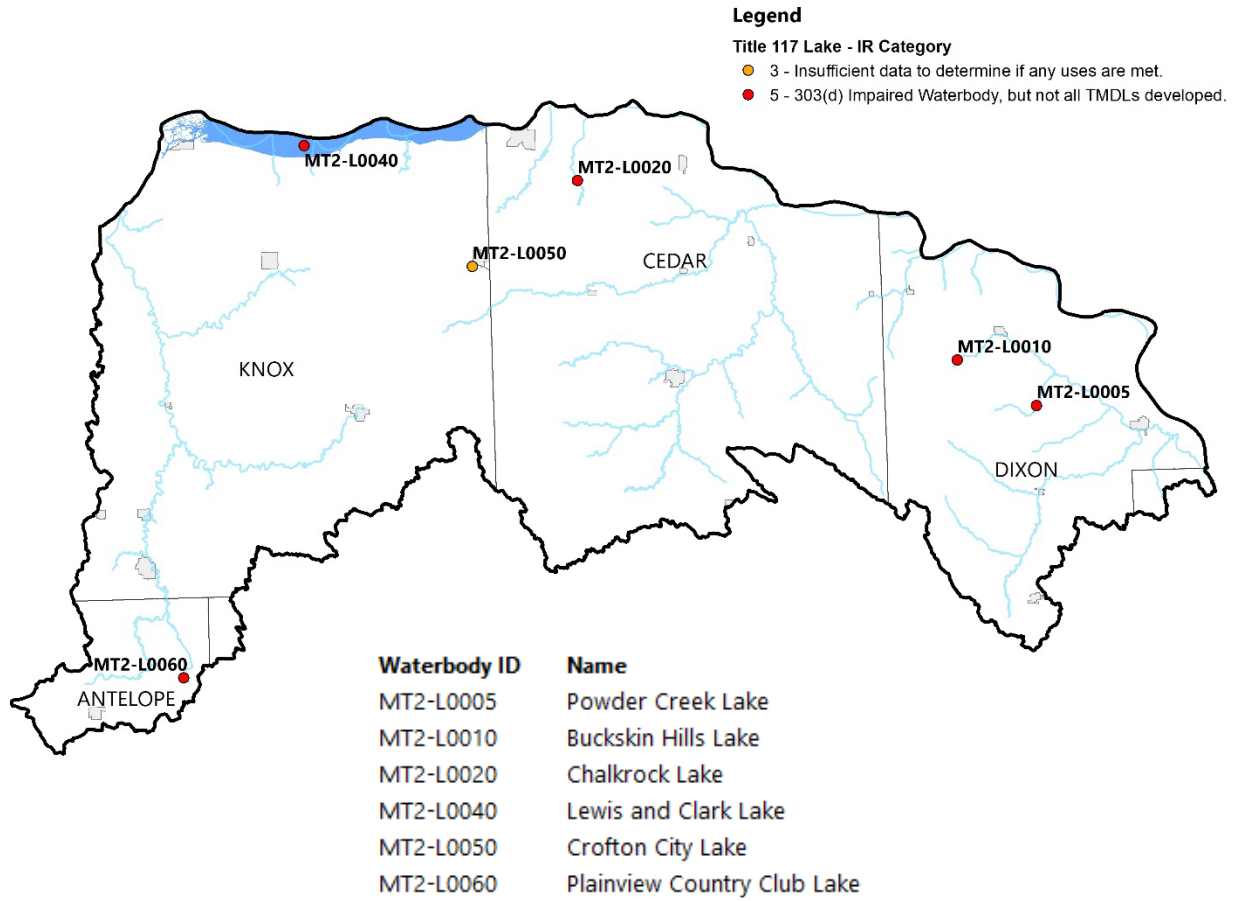 Legend
Title 117 Lake - IR Category
3 - Insufficient data to determine if any uses are met.
5 - 303(d) Impaired Waterbody, but not all TMDLs developed.
MT2-L0040
MT2-L0020
MT2-L0050
CEDAR
MT2-L0010
KNOX
MT2-L0005
DIXON
MT2-L0060
ANTELOPE
Waterbody ID Name
MT2-L0005 Powder Creek Lake
MT2-L0010 Buckskin Hills Lake
MT2-L0020 Chalkrock Lake
MT2-L0040 Lewis and Clark Lake
MT2-L0050 Crofton City Lake
MT2-L0060 Plainview Country Club Lake